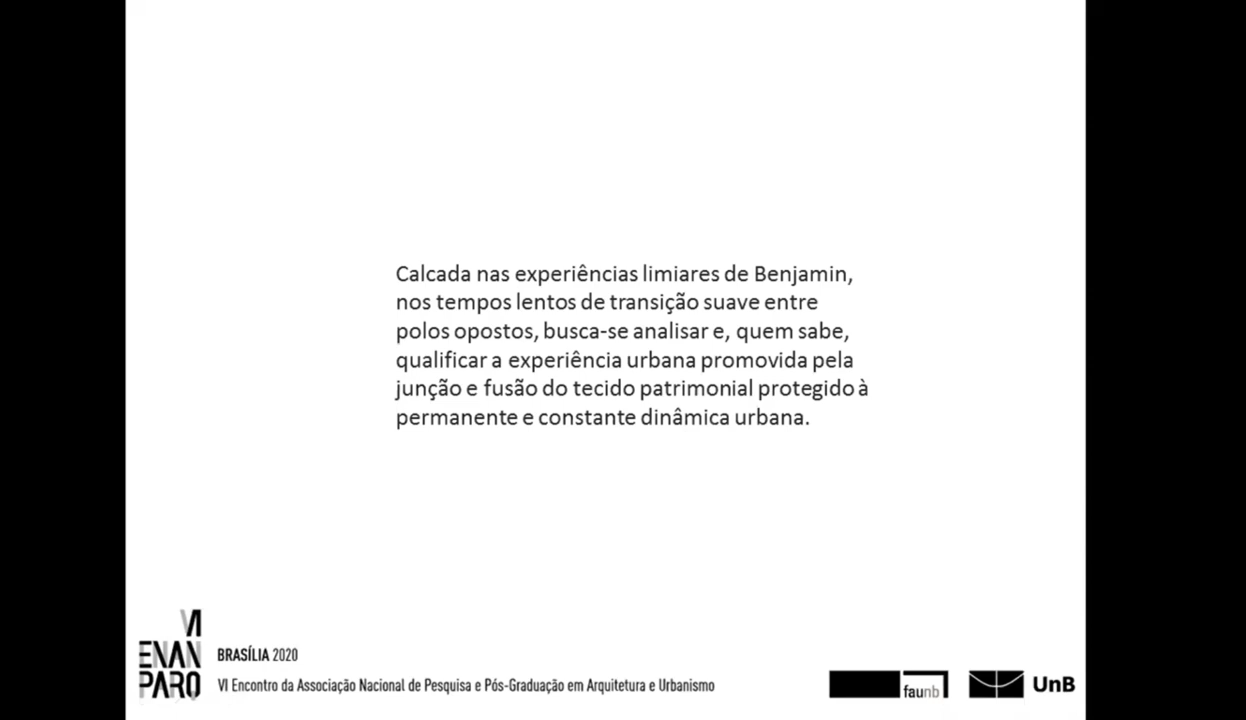 Calcada nas experiências limiares de Benjamin,
nos tempos lentos de transição suave entre
polos opostos, busca-se analisar e, quem sabe,
qualificar a experiência urbana promovida pela
junção e fusão do tecido patrimonial protegido à
permanente e constante dinâmica urbana.
VI
ENAN
PARQ
BRASÍLIA 2020
VI Encontro da Associação Nacional de Pesquisa e Pós-Graduação em Arquitetura e Urbanismo
faunb
UnB